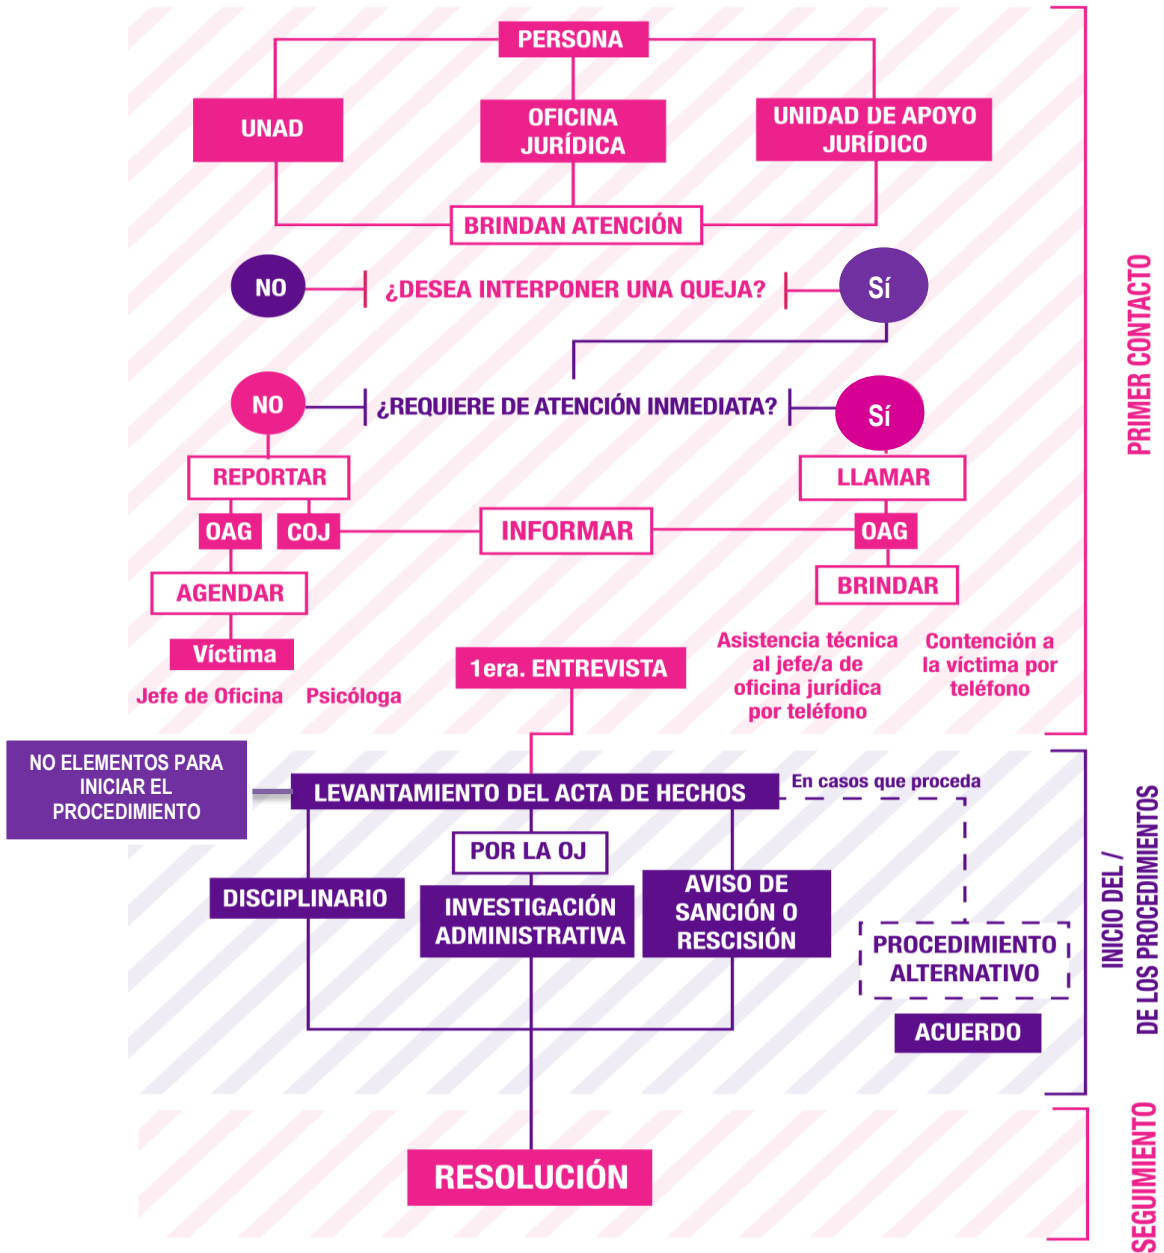 PERSONA
UNAD
OFICINA
JURÍDICA
UNIDAD DE APOYO
JURÍDICO
BRINDAN ATENCIÓN
NO
¿DESEA INTERPONER UNA QUEJA?
Sí
NO
¿REQUIERE DE ATENCIÓN INMEDIATA?
Sí
REPORTAR
LLAMAR
OAG
COJ
INFORMAR
OAG
AGENDAR
BRINDAR
Víctima
Jefe de Oficina
Psicóloga
1era. ENTREVISTA
Asistencia técnica
al jefe/a de
oficina jurídica
por teléfono
Contención a
la víctima por
teléfono
PRIMER CONTACTO
NO ELEMENTOS PARA
INICIAR EL
PROCEDIMIENTO
LEVANTAMIENTO DEL ACTA DE HECHOS
En casos que proceda
POR LA OJ
DISCIPLINARIO
INVESTIGACIÓN
ADMINISTRATIVA
AVISO DE
SANCIÓN O
RESCISIÓN
PROCEDIMIENTO
ALTERNATIVO
ACUERDO
INICIO DEL /
DE LOS PROCEDIMIENTOS
RESOLUCIÓN
SEGUIMIENTO